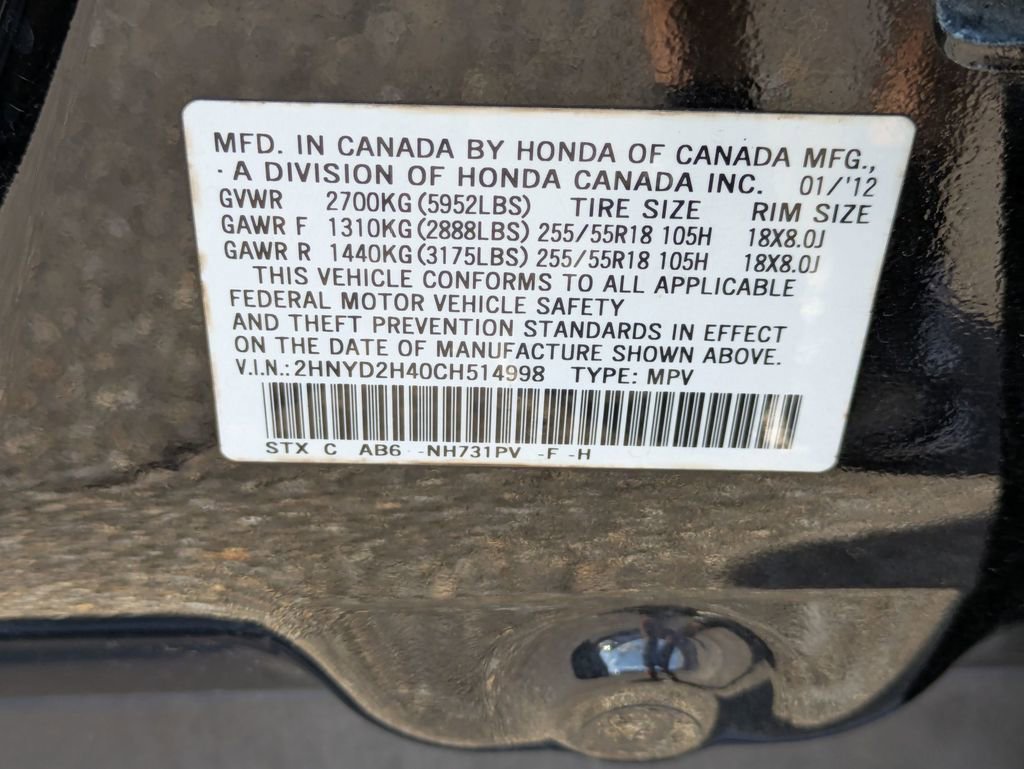 MFD. IN CANADA BY HONDA OF CANADA MFG.,
· A DIVISION OF HONDA CANADA INC. 01/'12
GVWR 2700KG (5952LBS) TIRE SIZE RIM SIZE
GAWR F 1310KG (2888LBS) 255/55R18 105H 18X8.0J
GAWR R 1440KG (3175LBS) 255/55R18 105H 18X8.0J
THIS VEHICLE CONFORMS TO ALL APPLICABLE
FEDERAL MOTOR VEHICLE SAFETY
AND THEFT PREVENTION STANDARDS IN EFFECT
ON THE DATE OF MANUFACTURE SHOWN ABOVE.
V.I.N.: 2HNYD2H40CH514998 TYPE: MPV
STX C AB6 -NH731PV -F -H